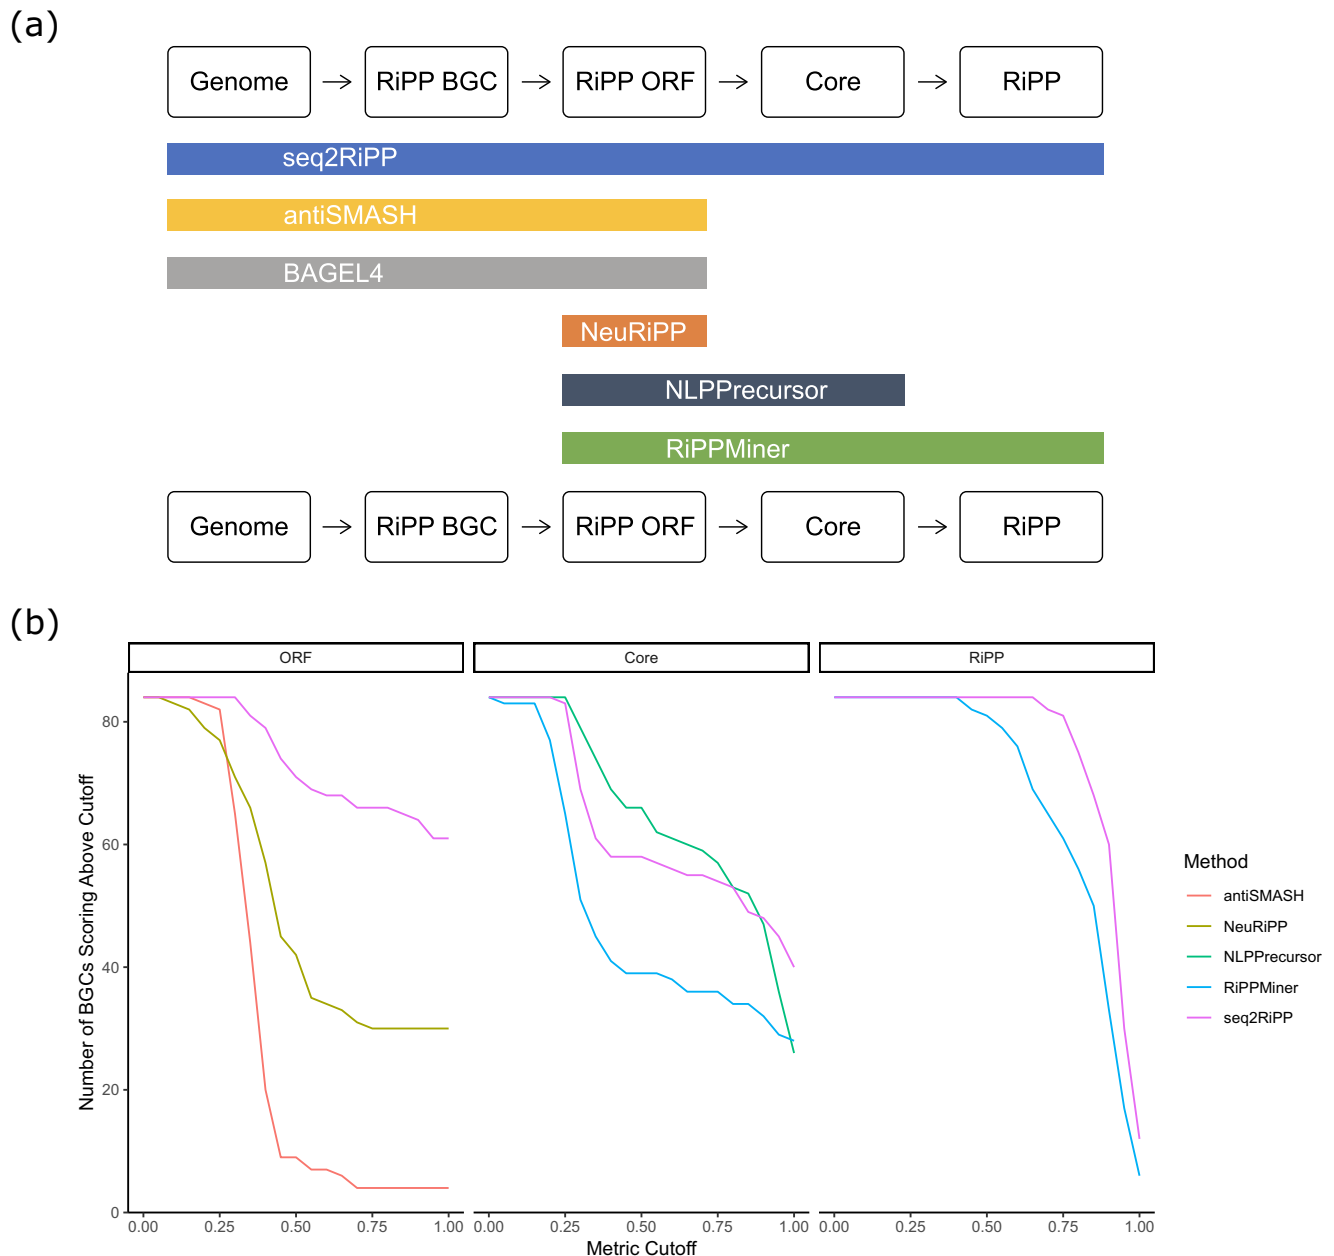 (a)
Genome → RiPP BGC → RiPP ORF → Core → RiPP
seq2RiPP
antiSMASH
BAGEL4
NeuRiPP
NLPPrecursor
RiPPMiner
Genome → RiPP BGC → RiPP ORF → Core → RiPP
(b)
ORF Core RiPP
Number of BGCs Scoring Above Cutoff
80
60
40
20
0
0.00 0.25 0.50 0.75 1.00 0.00 0.25 0.50 0.75 1.00 0.00 0.25 0.50 0.75 1.00
Metric Cutoff
Method
antiSMASH
NeuRiPP
NLPPrecursor
RiPPMiner
seq2RiPP